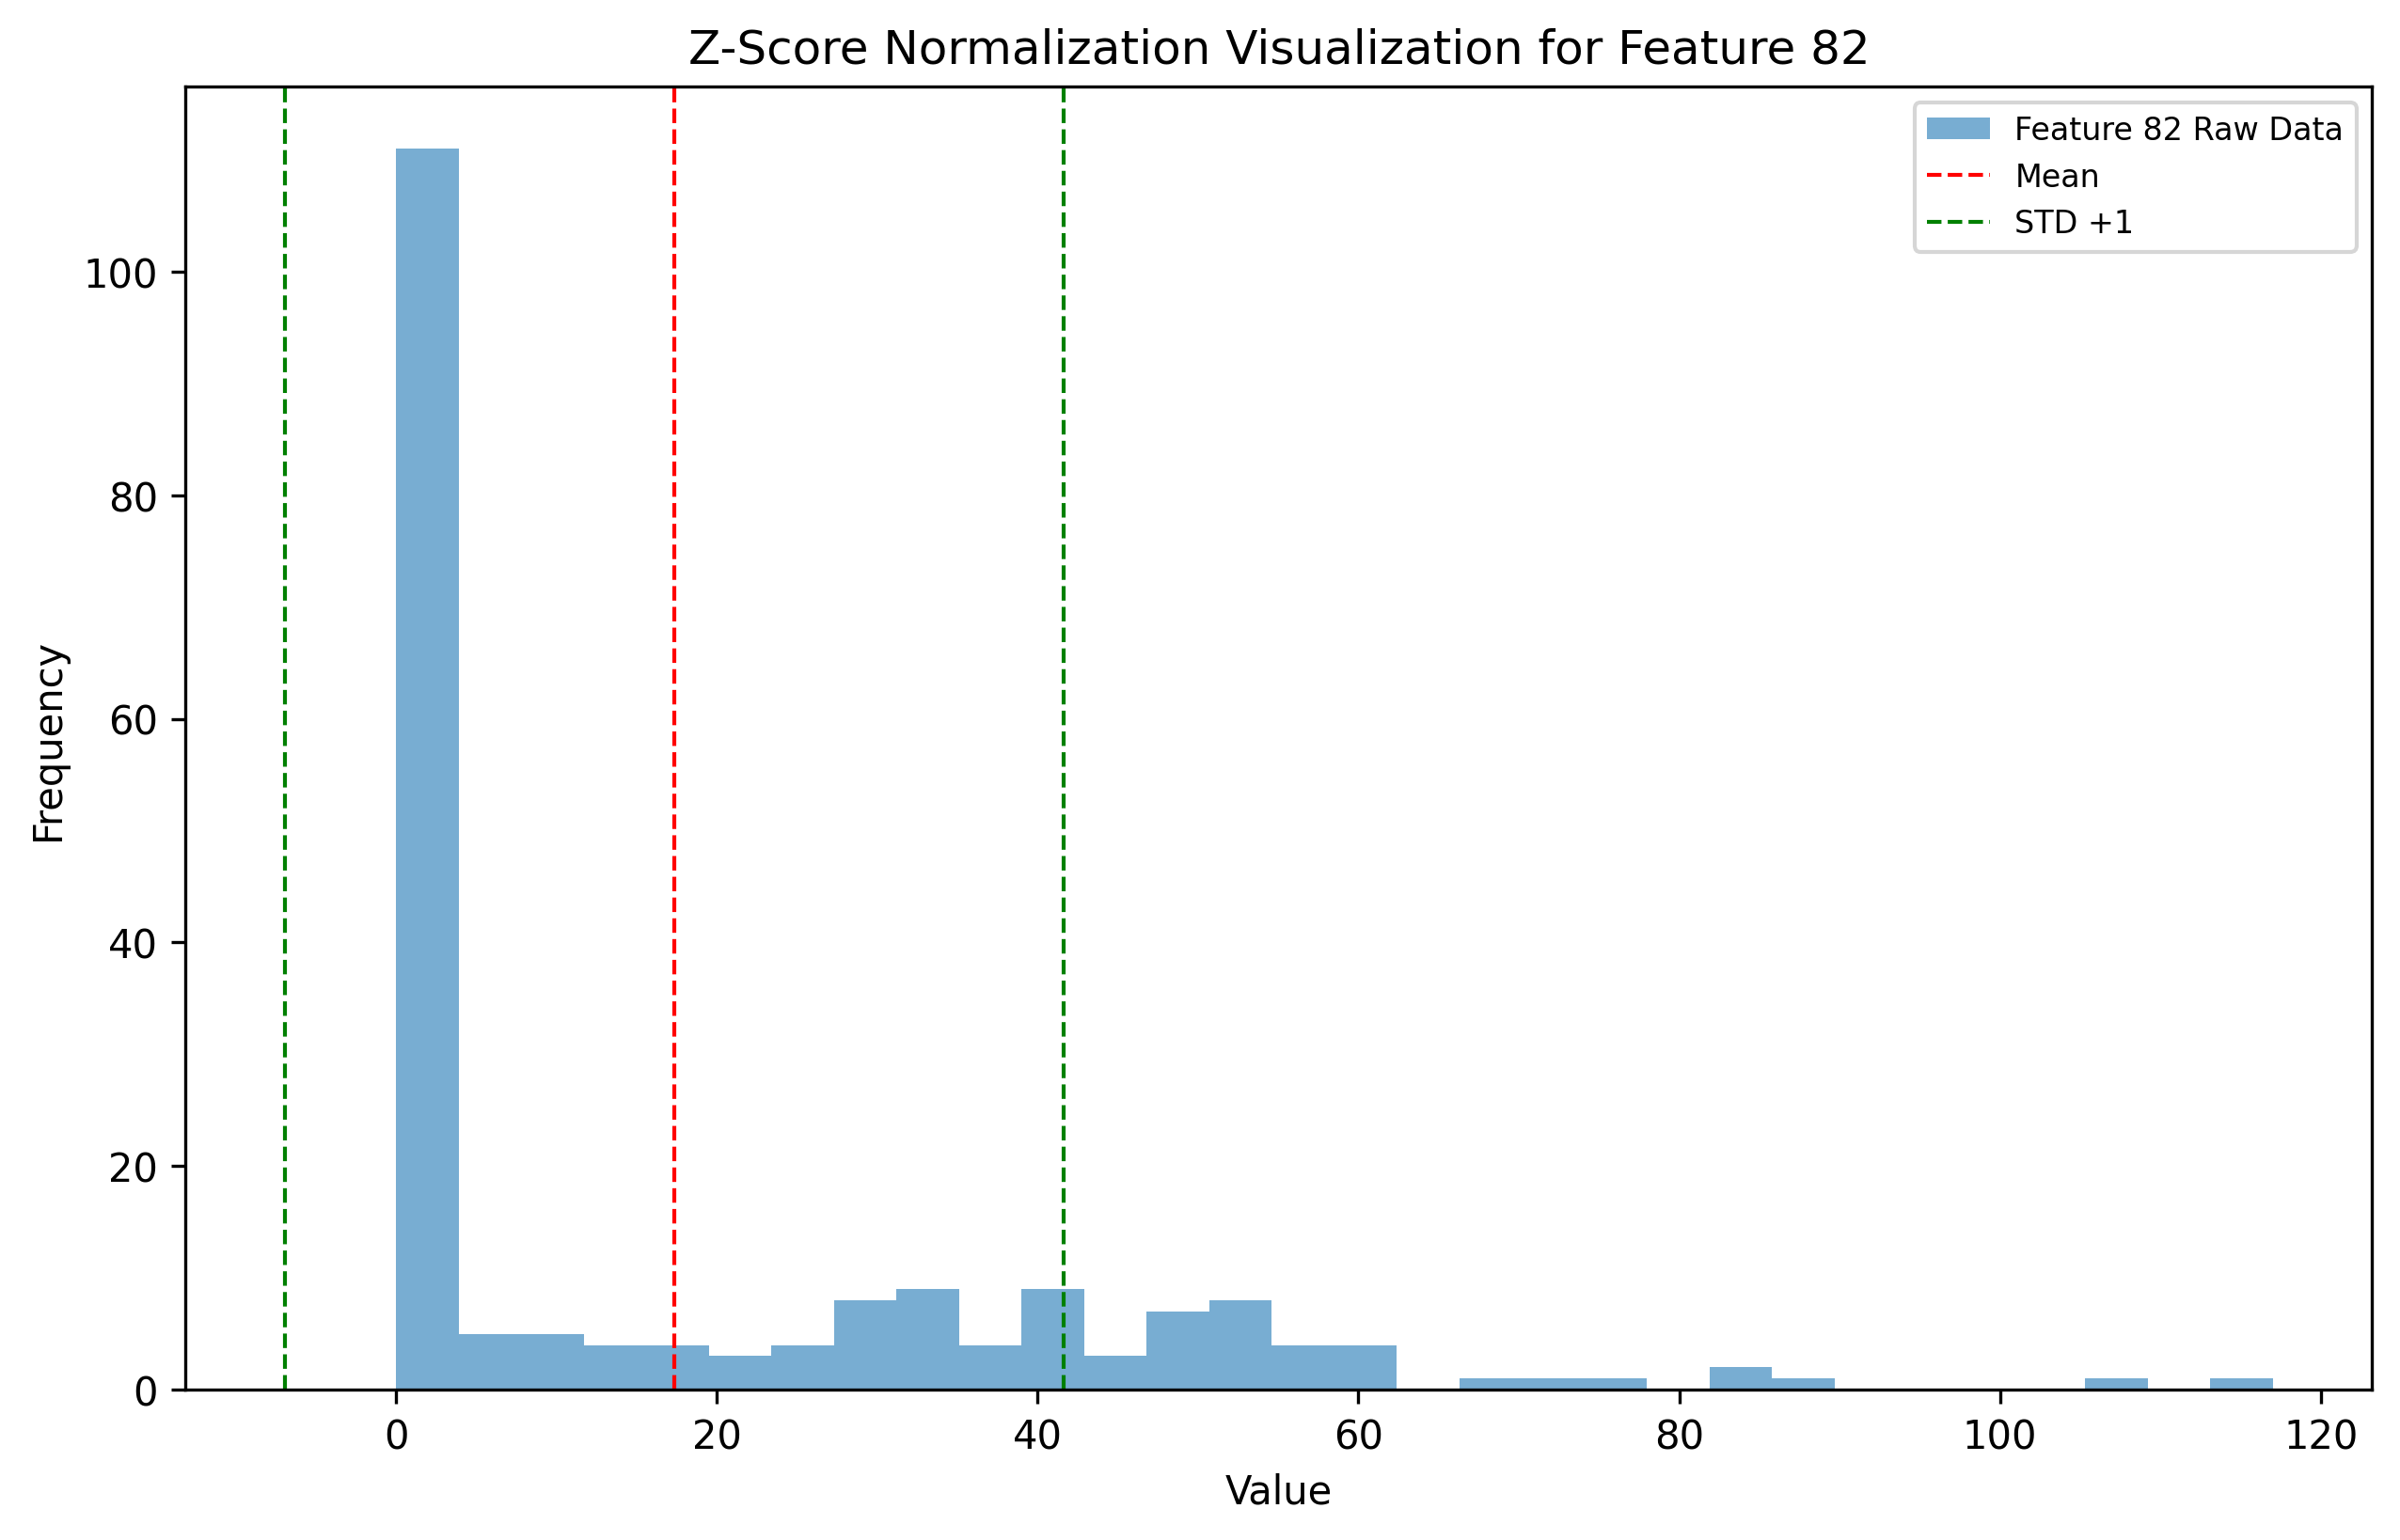 Z-Score Normalization Visualization for Feature 82
Feature 82 Raw Data
Mean
STD +1
Frequency
100
80
60
40
20
0
0 20 40 60 80 100 120
Value